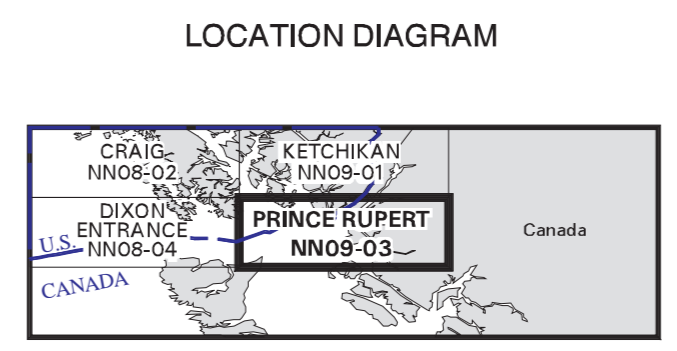 LOCATION DIAGRAM
CRAIG
NN08-02
KETCHIKAN
NN09-01
DIXON
ENTRANCE
NN08-04
PRINCE RUPERT
NN09-03
Canada
U.S.
CANADA